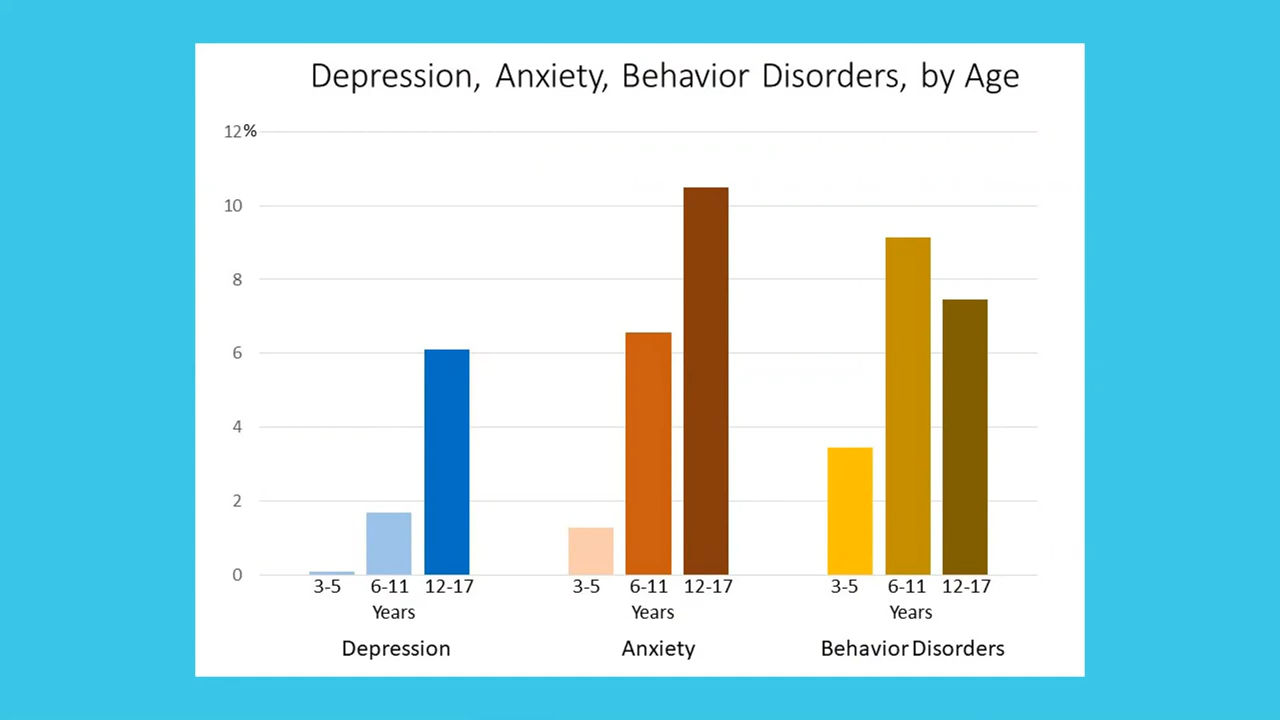 Depression, Anxiety, Behavior Disorders, by Age
12%
10
8
6
4
2
0
3-5 6-11 12-17 3-5 6-11 12-17 3-5 6-11 12-17
Years Years Years
Depression Anxiety Behavior Disorders